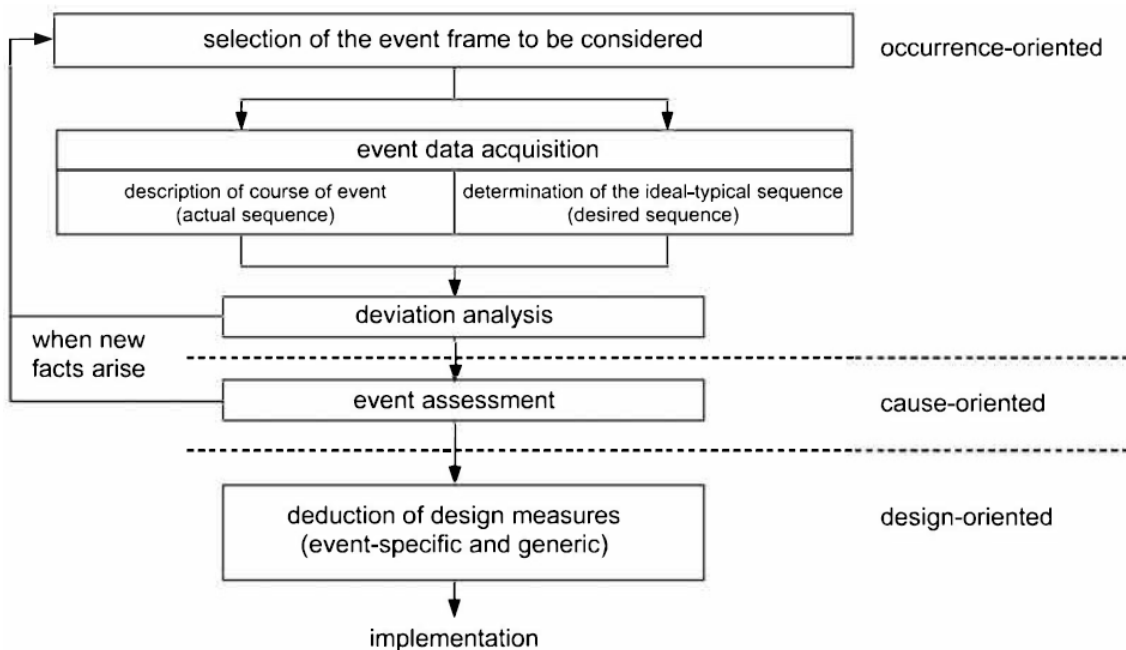 selection of the event frame to be considered
occurrence-oriented
event data acquisition
description of course of event
(actual sequence)
determination of the ideal-typical sequence
(desired sequence)
deviation analysis
when new
facts arise
event assessment
cause-oriented
deduction of design measures
(event-specific and generic)
design-oriented
implementation